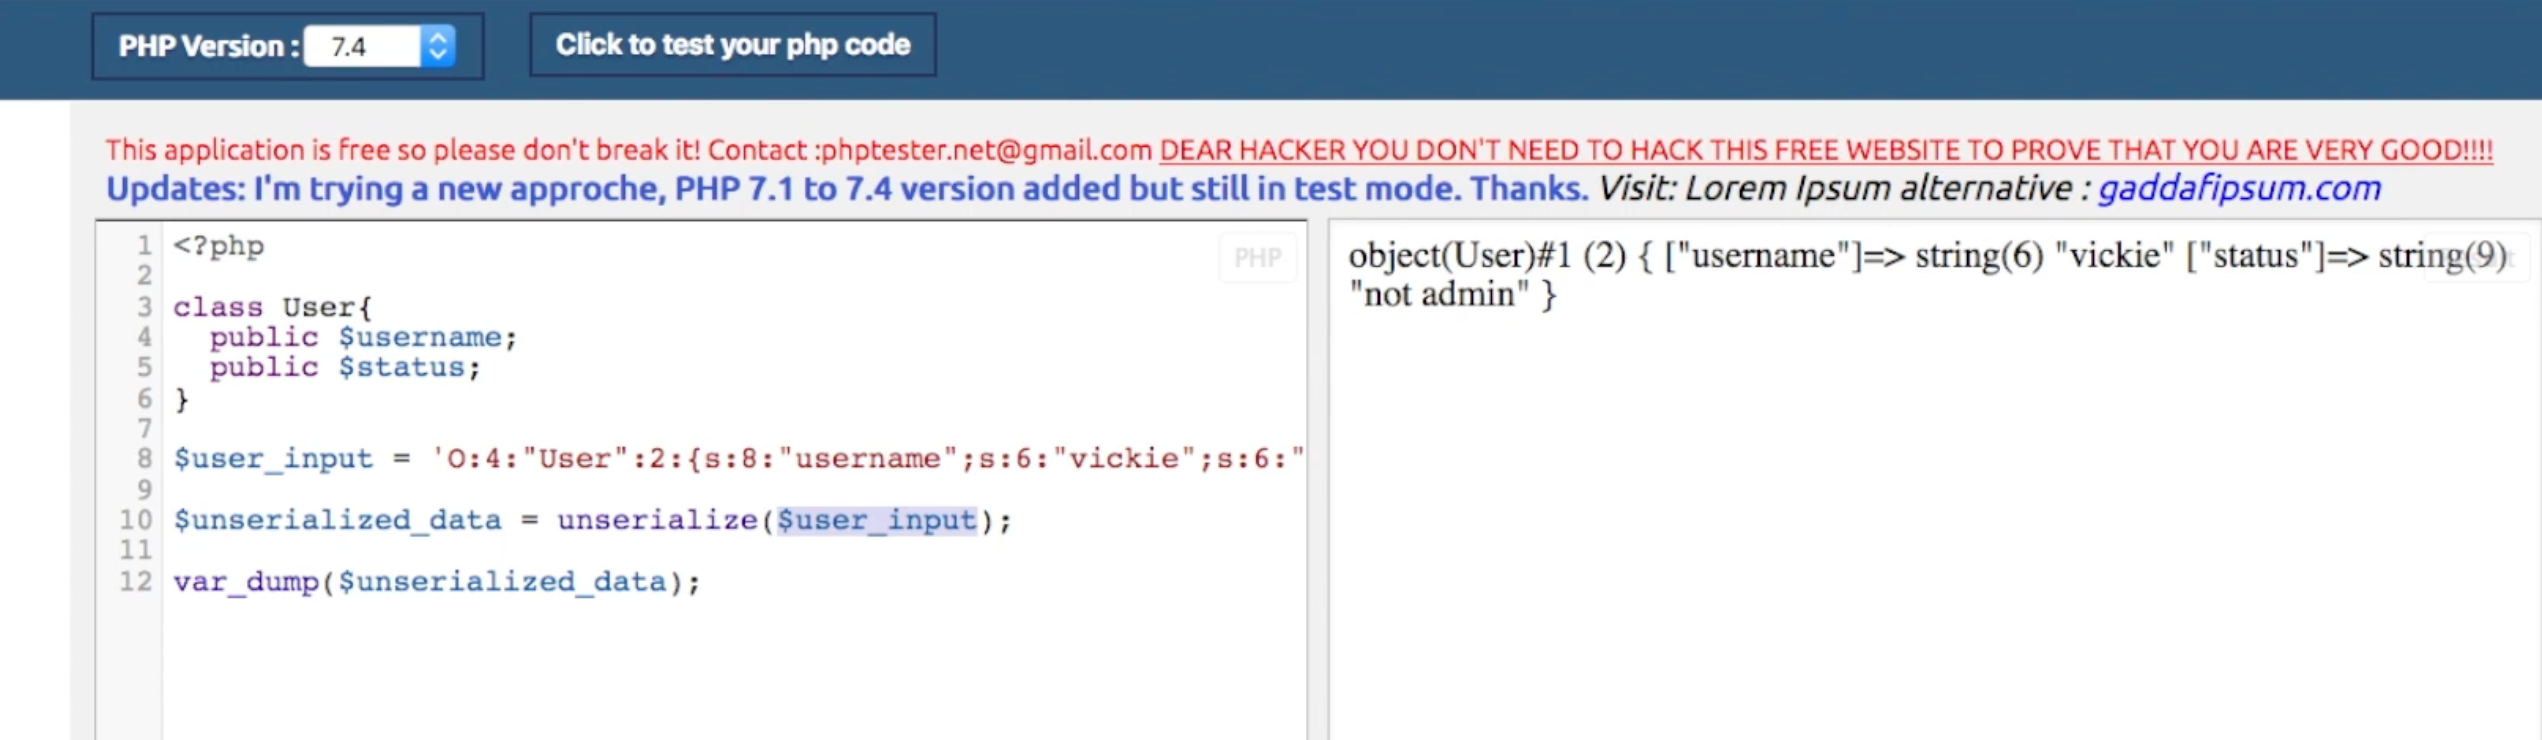 PHP Version : 7.4 Click to test your php code
This application is free so please don't break it! Contact :phptester.net@gmail.com DEAR HACKER YOU DON'T NEED TO HACK THIS FREE WEBSITE TO PROVE THAT YOU ARE VERY GOOD!!!!
Updates: I'm trying a new approche, PHP 7.1 to 7.4 version added but still in test mode. Thanks. Visit: Lorem Ipsum alternative : gaddafipsum.com
PHP
1 <?php
2
3 class User{
4 public $username;
5 public $status;
6 }
7
8 $user_input = 'O:4:"User":2:{s:8:"username";s:6:"vickie";s:6:"
9
10 $unserialized_data = unserialize($user_input);
11
12 var_dump($unserialized_data);
object(User)#1 (2) { ["username"]=> string(6) "vickie" ["status"]=> string(9)
"not admin" }